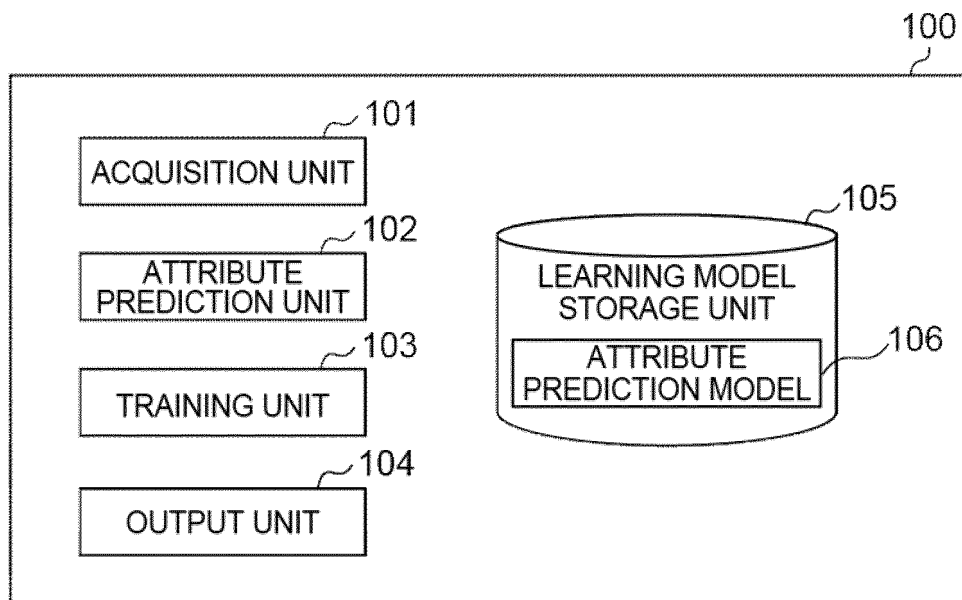 100
101
ACQUISITION UNIT
102
ATTRIBUTE
PREDICTION UNIT
103
TRAINING UNIT
104
OUTPUT UNIT
105
LEARNING MODEL
STORAGE UNIT
106
ATTRIBUTE
PREDICTION MODEL